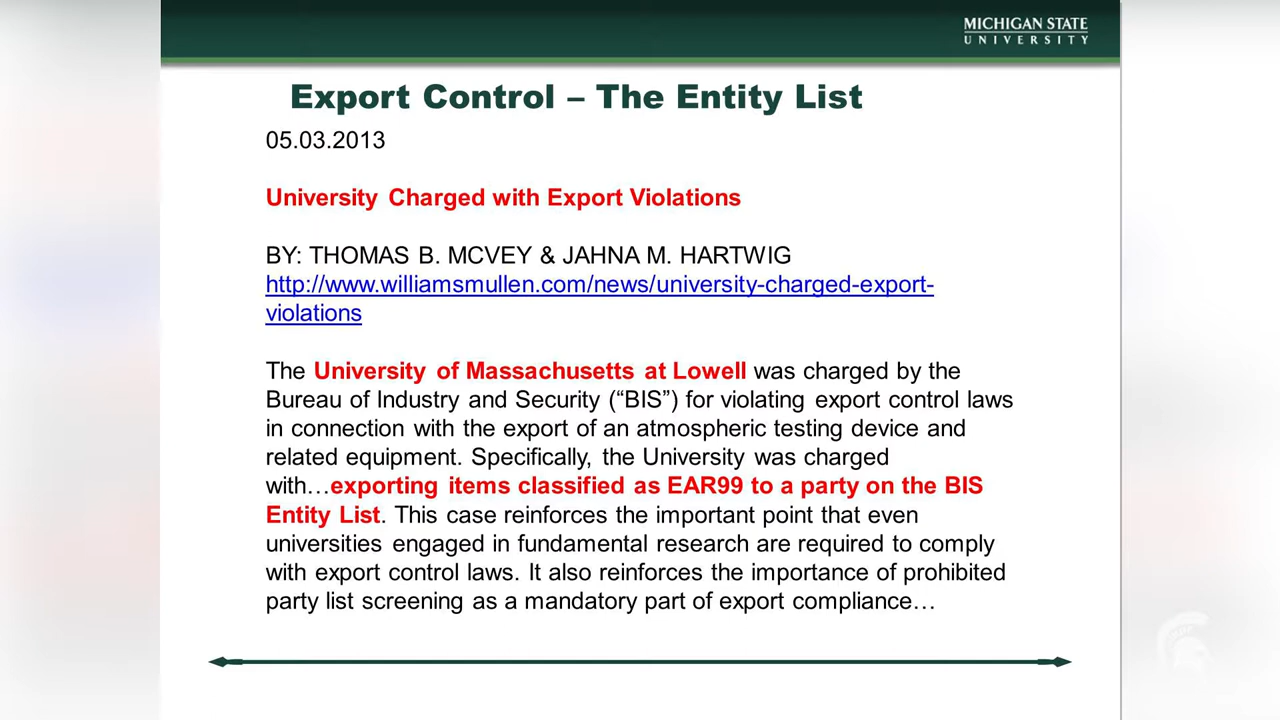 MICHIGAN STATE
UNIVERSITY
Export Control – The Entity List
05.03.2013
University Charged with Export Violations
BY: THOMAS B. MCVEY & JAHNA M. HARTWIG
http://www.williamsmullen.com/news/university-charged-export-
violations
The University of Massachusetts at Lowell was charged by the
Bureau of Industry and Security (“BIS”) for violating export control laws
in connection with the export of an atmospheric testing device and
related equipment. Specifically, the University was charged
with…exporting items classified as EAR99 to a party on the BIS
Entity List. This case reinforces the important point that even
universities engaged in fundamental research are required to comply
with export control laws. It also reinforces the importance of prohibited
party list screening as a mandatory part of export compliance…